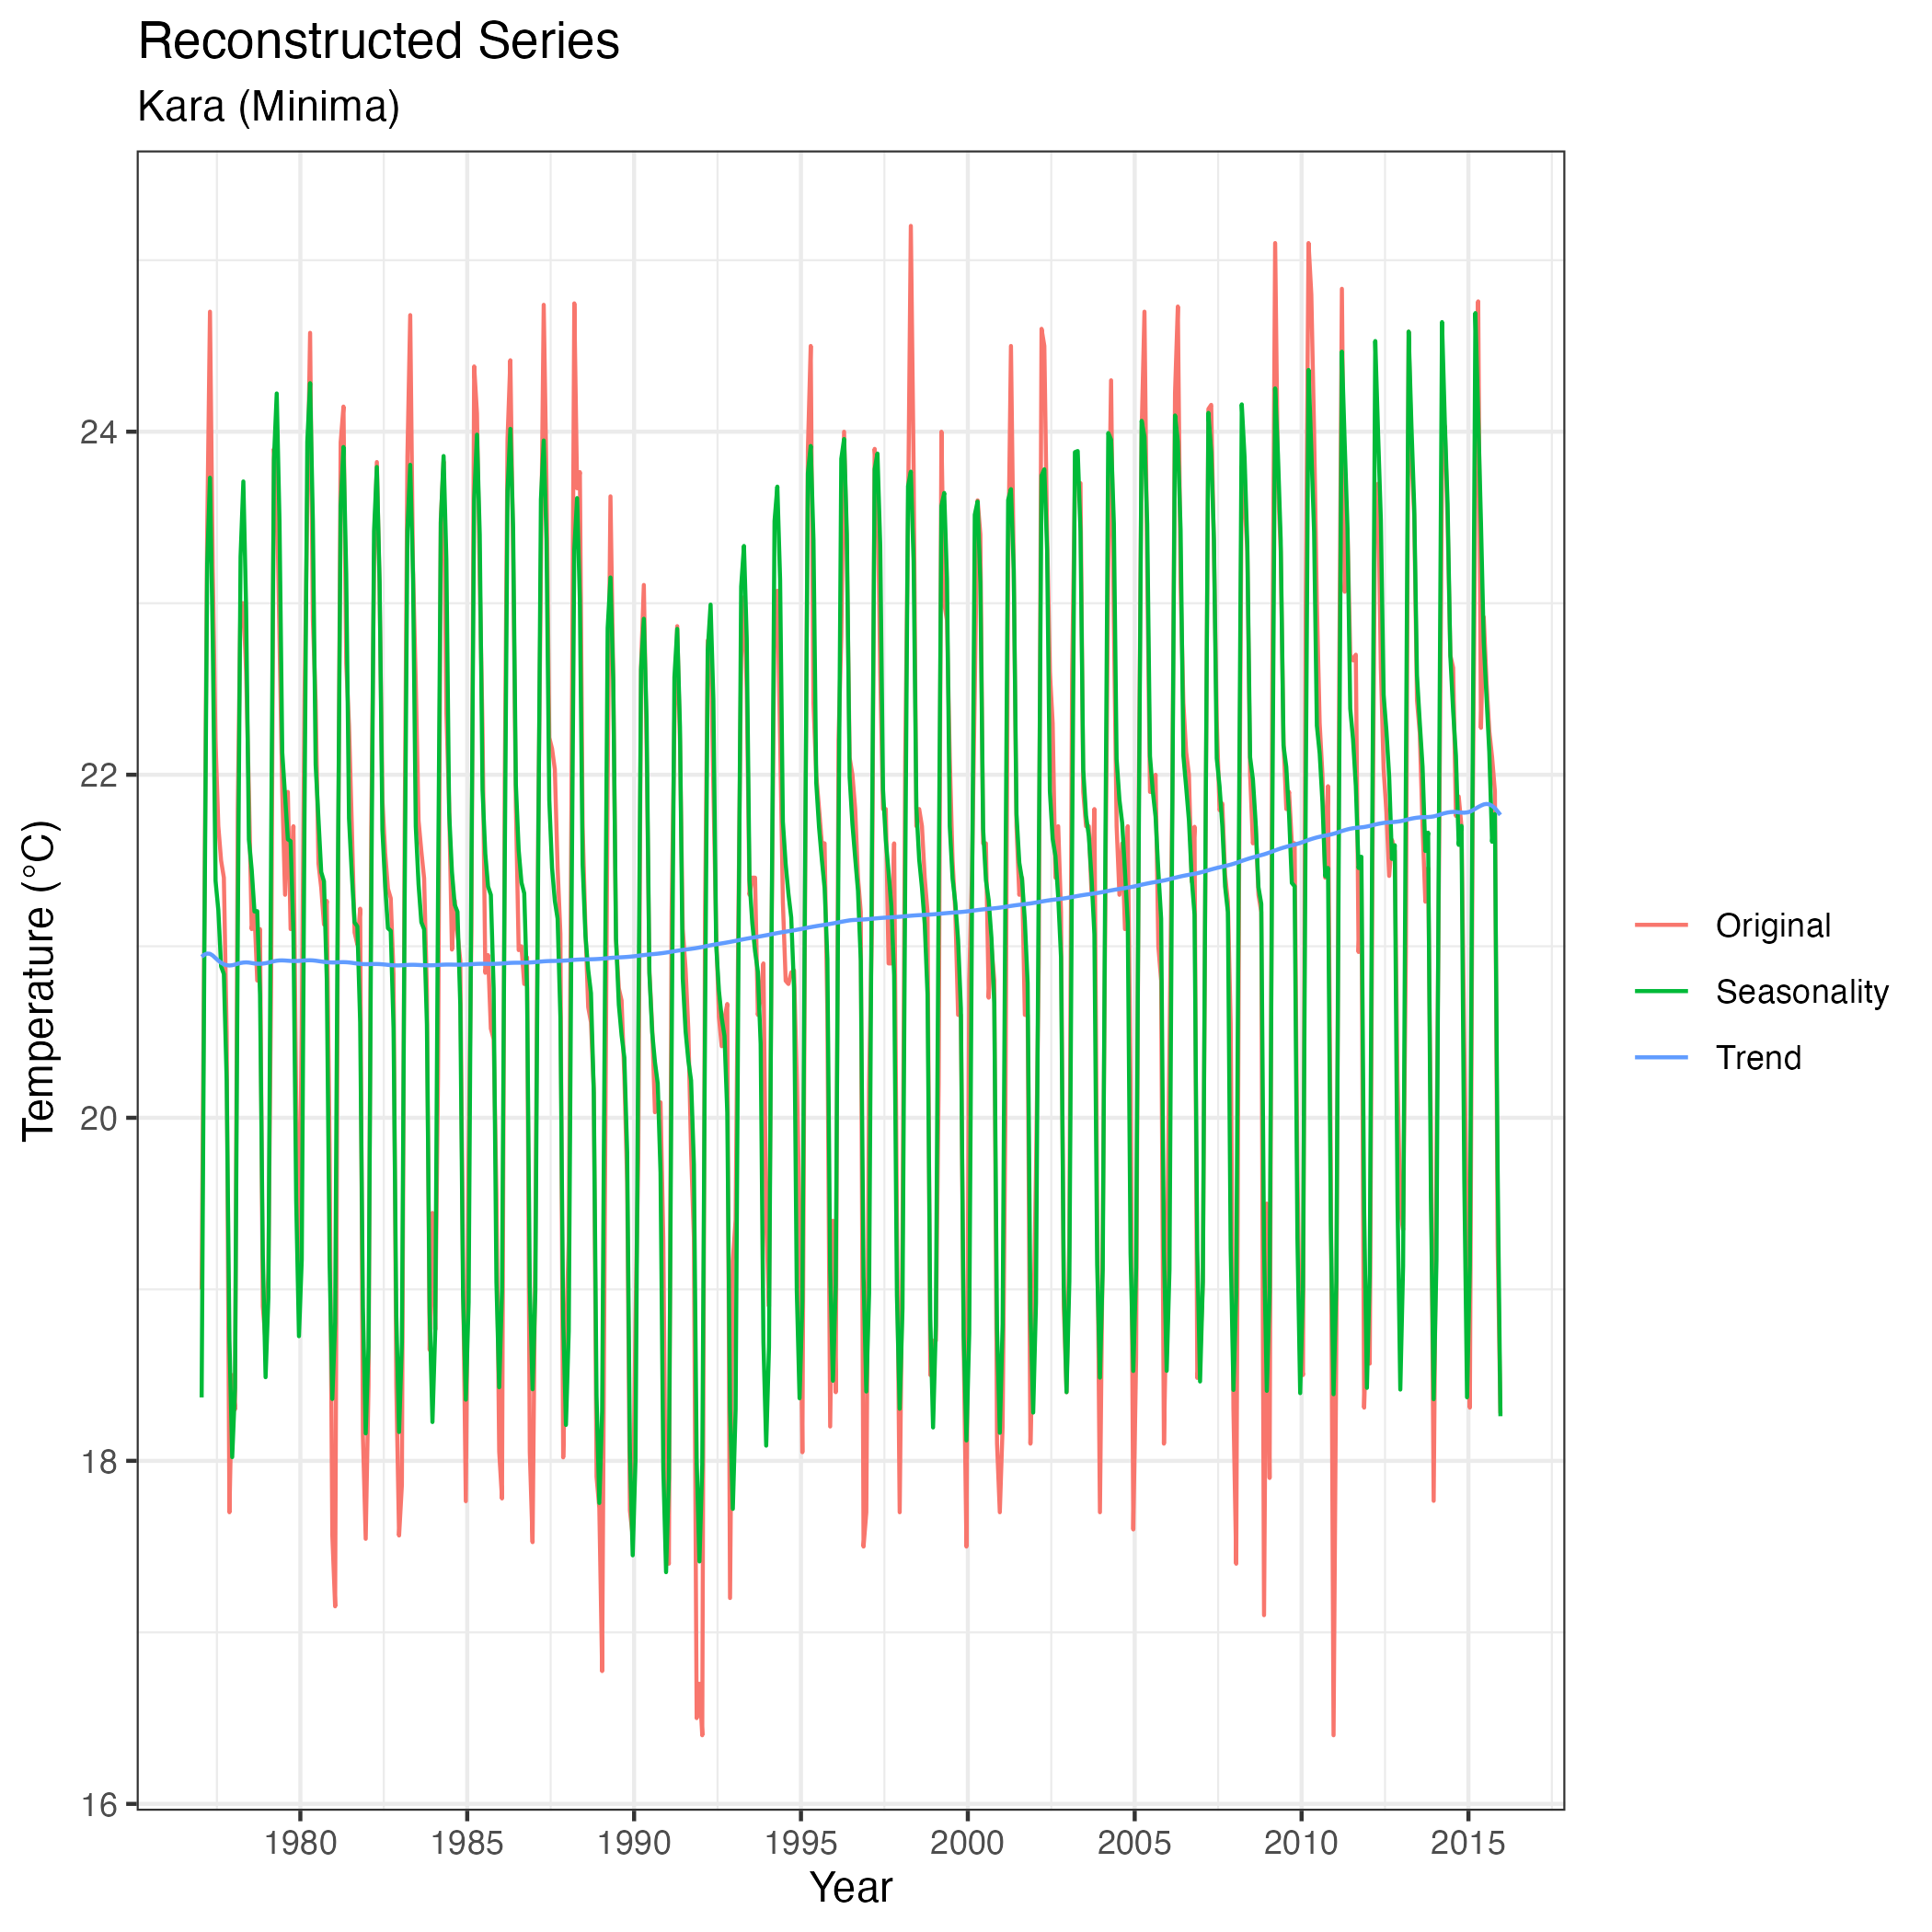 Reconstructed Series
Kara (Minima)
24
22
20
18
16
Temperature (°C)
1980 1985 1990 1995 2000 2005 2010 2015
Year
Original
Seasonality
Trend